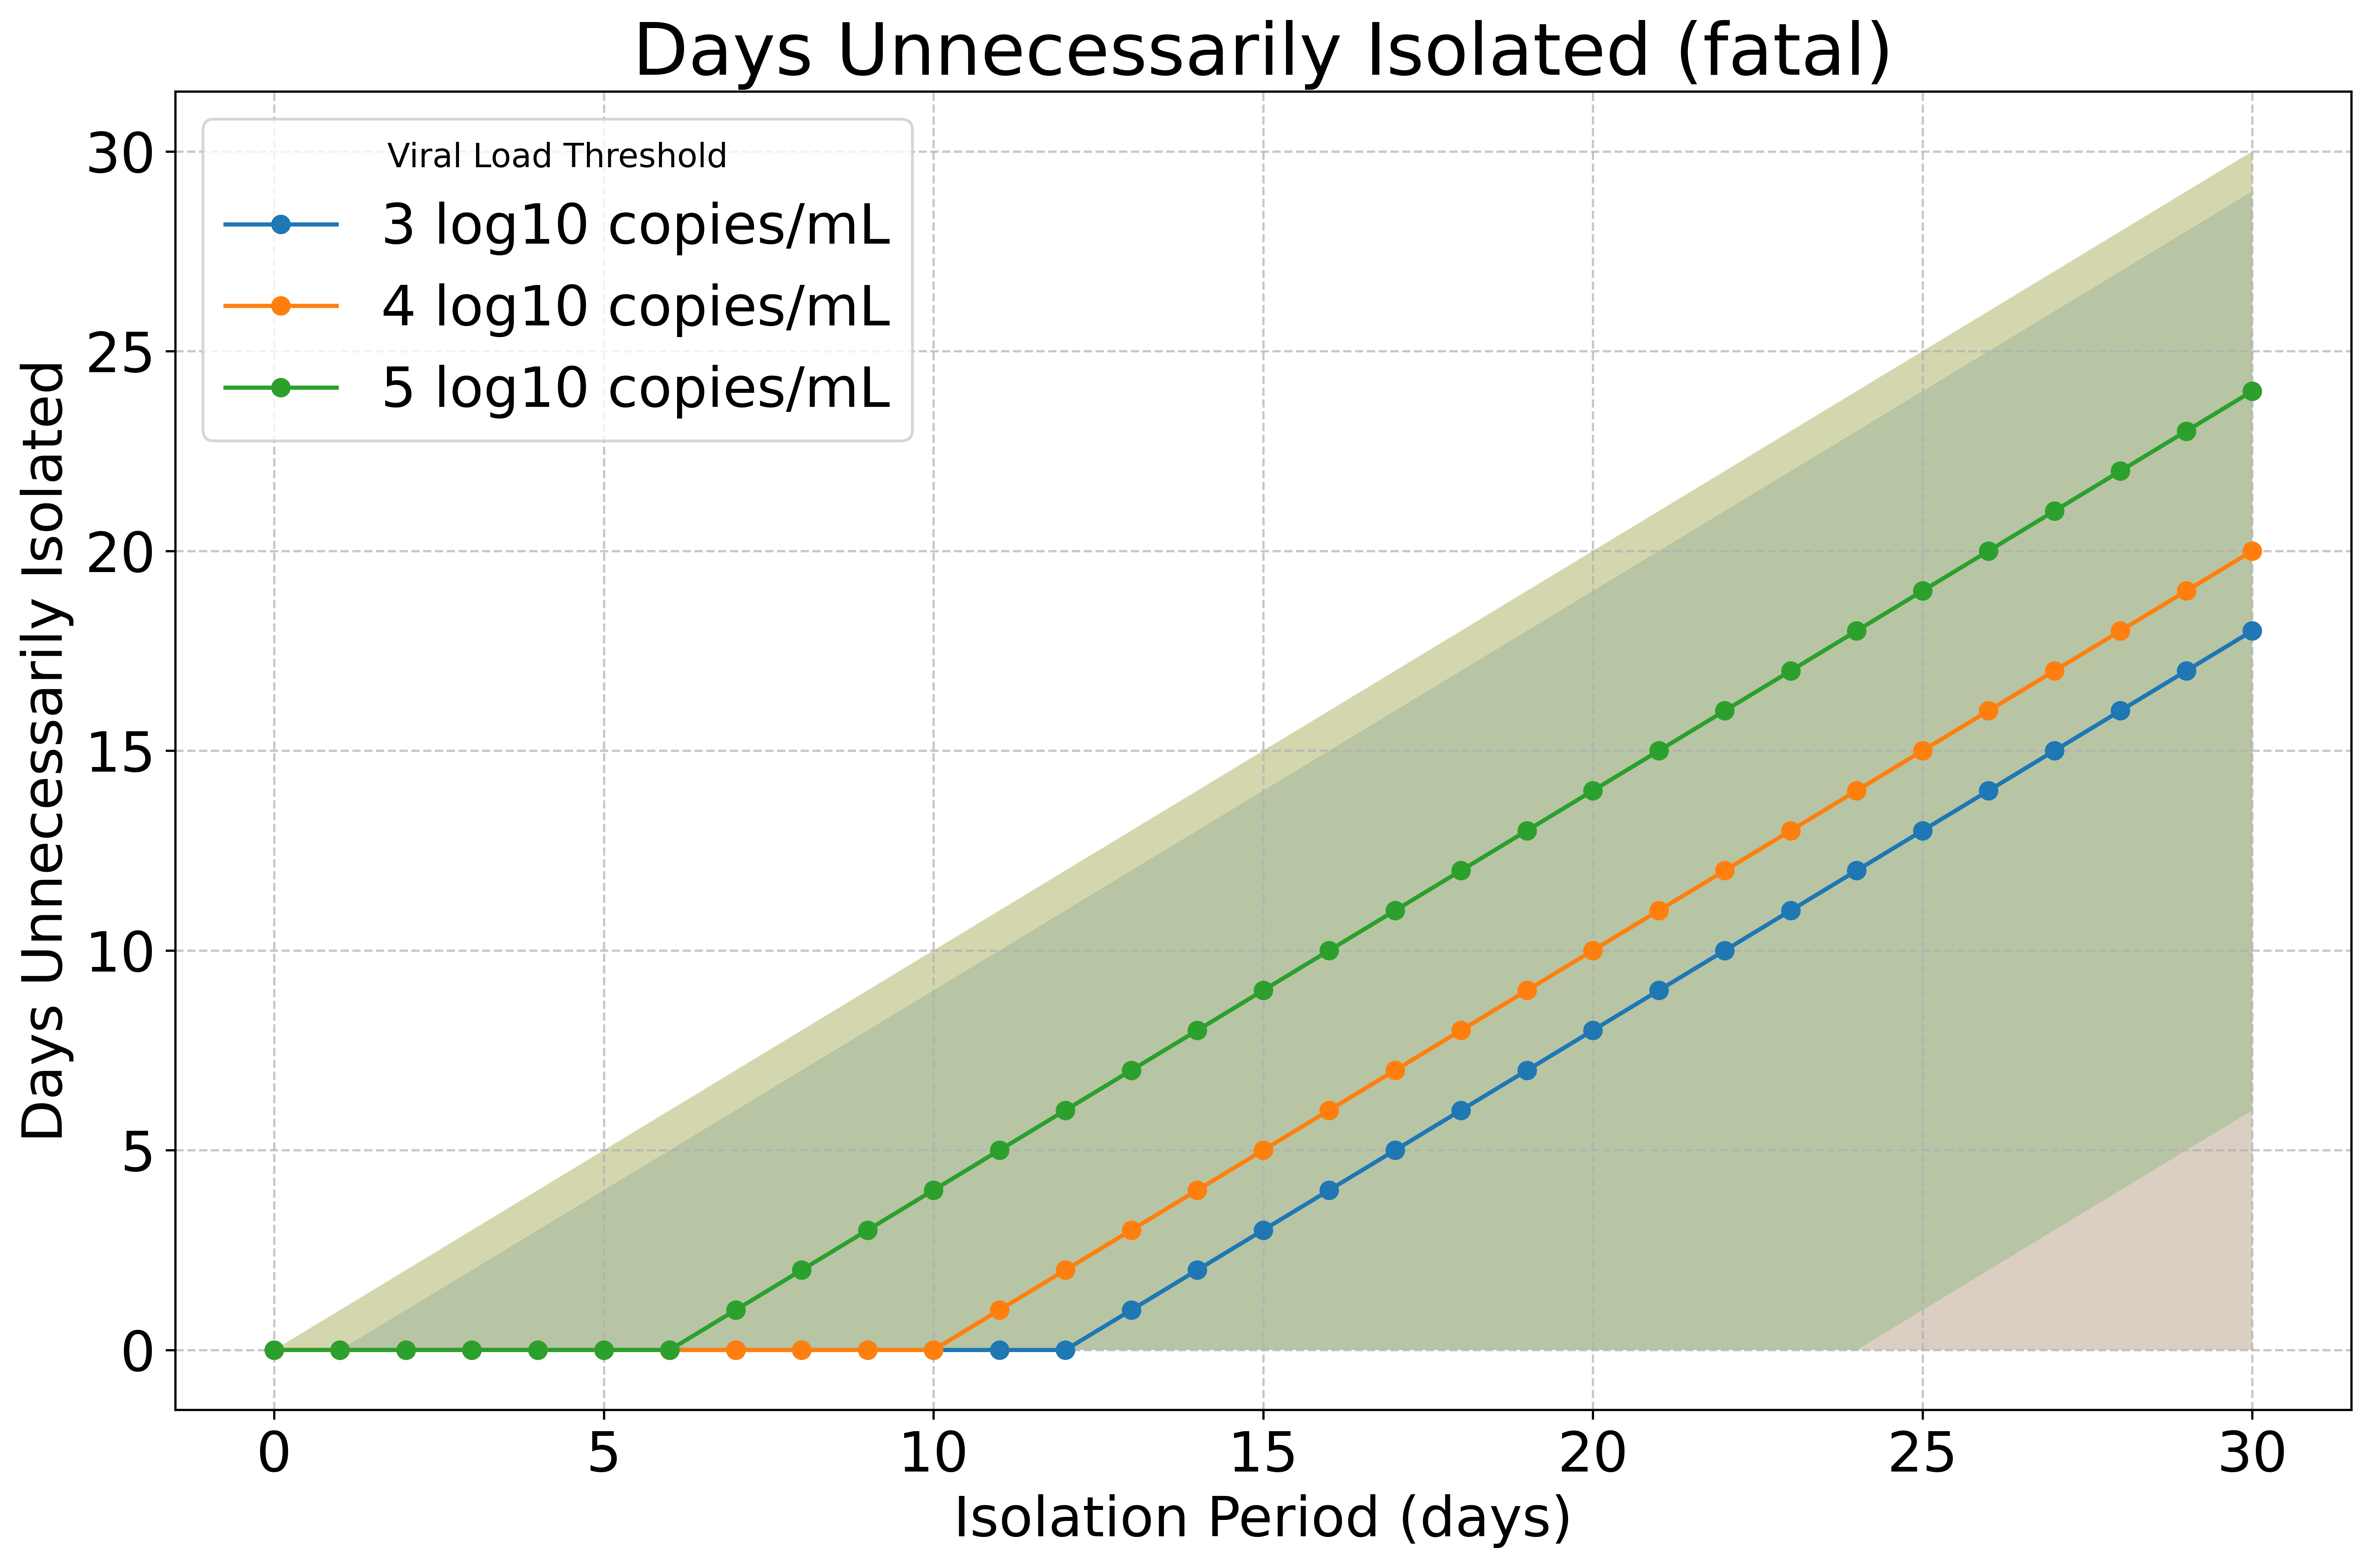 Days Unnecessarily Isolated (fatal)
Viral Load Threshold
3 log10 copies/mL
4 log10 copies/mL
5 log10 copies/mL
Days Unnecessarily Isolated
30
25
20
15
10
5
0
0 5 10 15 20 25 30
Isolation Period (days)